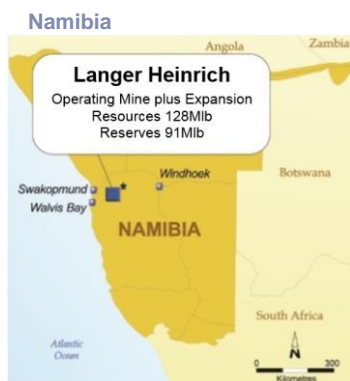 Namibia
Angola
Zambia
Langer Heinrich
Operating Mine plus Expansion
Resources 128Mlb
Reserves 91Mlb
Botswana
Windhoek
Swakopmund
*
Walvis Bay
NAMIBIA
South Africa
Atlantic
Ocean
N
0 300
Kilometres